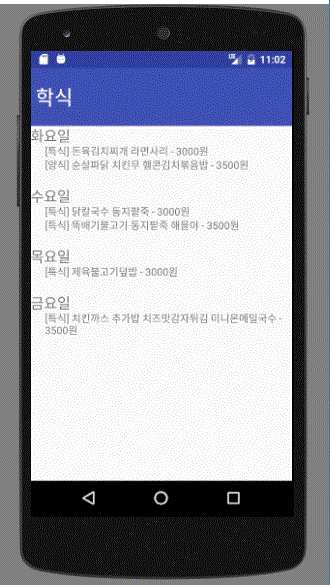 11:02
학식
화요일
[특식] 돈육김치찌개 라면사리 - 3000원
[양식] 순살파닭 치킨무 햄콘김치볶음밥 - 3500원
수요일
[특식] 닭칼국수 동지팥죽 - 3000원
[특식] 뚝배기불고기 동지팥죽 해물야 - 3500원
목요일
[특식] 제육불고기덮밥 - 3000원
금요일
[특식] 치킨까스 추가밥 치즈맛감자튀김 미니온메밀국수 -
3500원